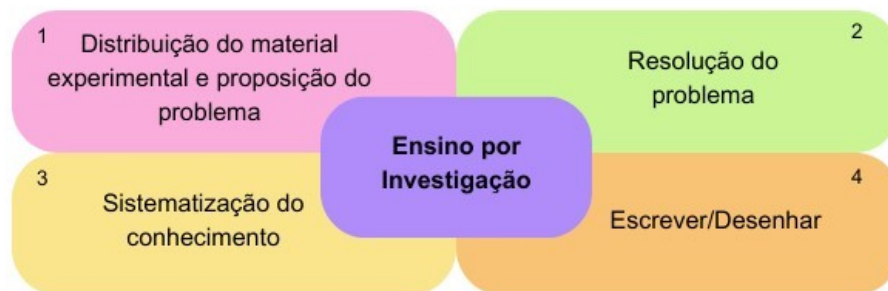 1
Distribuição do material
experimental e proposição do
problema
2
Resolução do
problema
Ensino por
Investigação
3
Sistematização do
conhecimento
4
Escrever/Desenhar